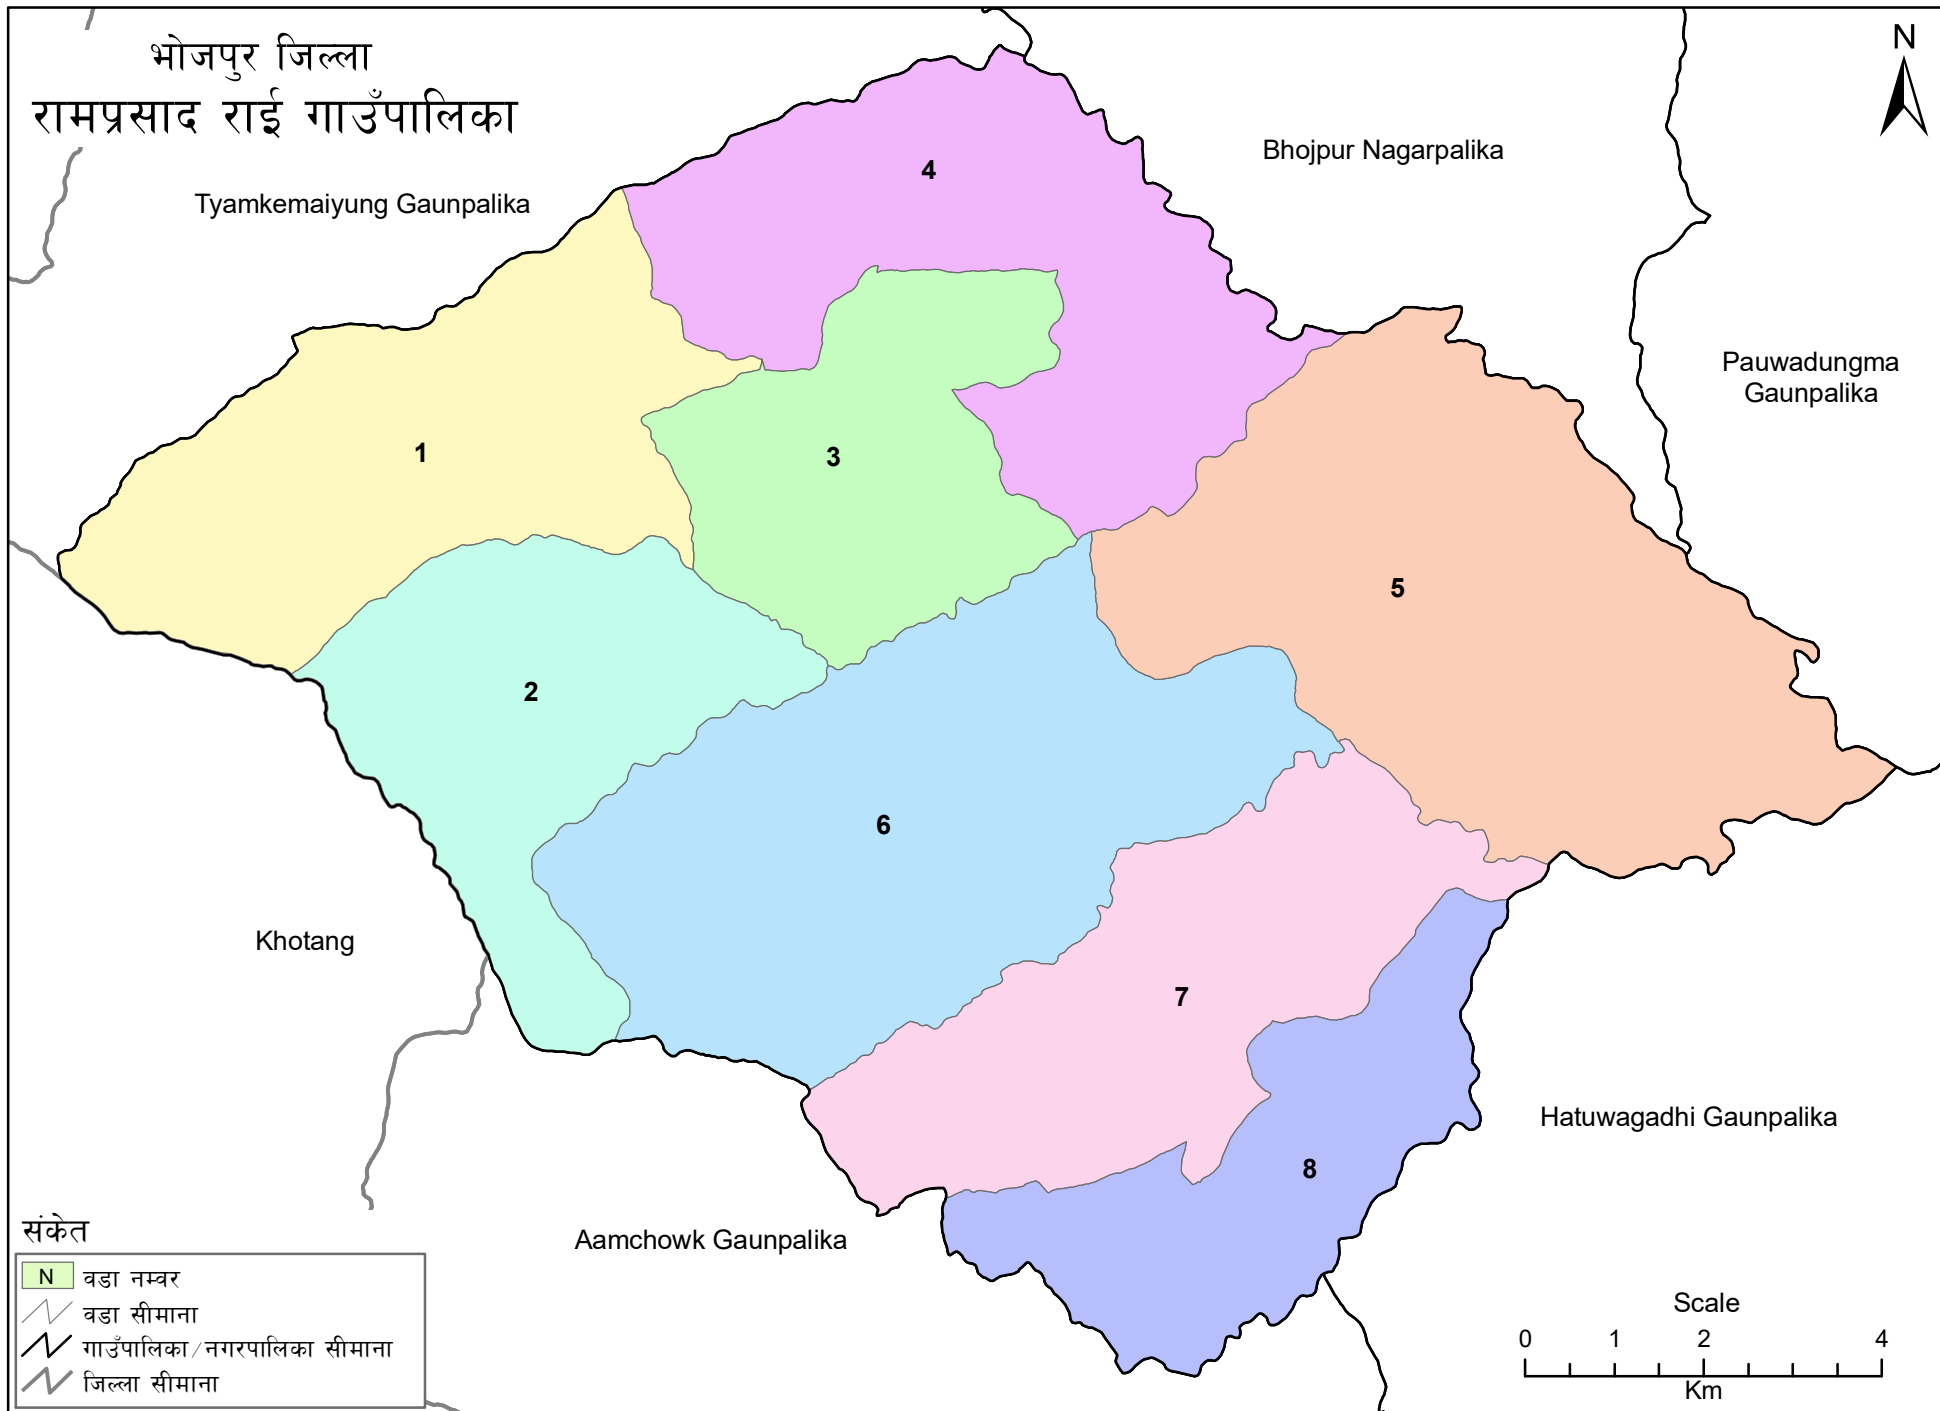 भोजपुर जिल्ला
रामप्रसाद राई गाउँपालिका
N
Bhojpur Nagarpalika
4
Tyamkemaiyung Gaunpalika
Pauwadungma
Gaunpalika
1
3
5
2
6
Khotang
7
Hatuwagadhi Gaunpalika
8
Aamchowk Gaunpalika
संकेत
N वडा नम्वर
वडा सीमाना
गाउँपालिका/नगरपालिका सीमाना
जिल्ला सीमाना
Scale
0 1 2 4
Km